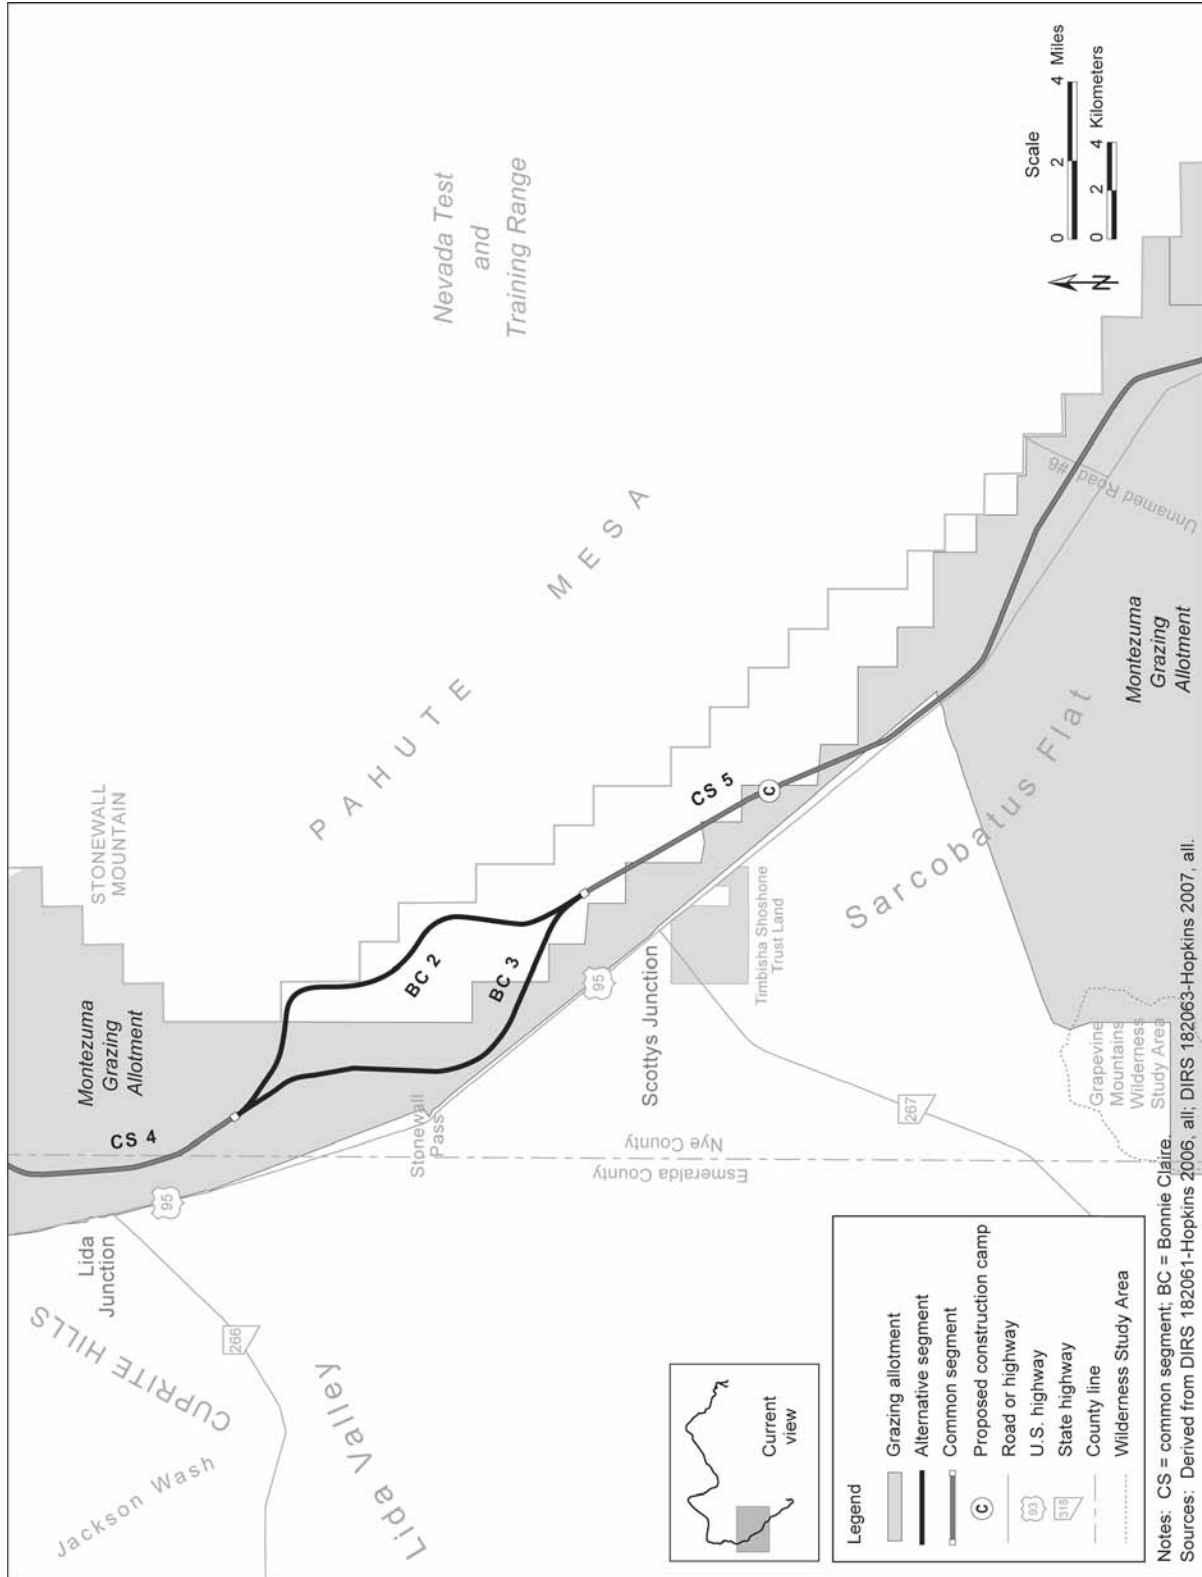 Nevada Test
and
Training Range
Scale
0 2 4 Miles
0 2 4 Kilometers
N
STONEWALL
MOUNTAIN
PAHUTE MESA
Montezuma
Grazing
Allotment
CS 4
BC 2
BC 3
CS 5
C
95
Lida
Junction
CUPRITE HILLS
266
Jackson Wash
Lida Valley
Stonewall
Pass
Nye County
Esmeralda County
95
Scottys Junction
Timbisha Shoshone
Trust Land
267
Sarcobatus Flat
Unnamed Road #6
Montezuma
Grazing
Allotment
Grapevine
Mountains
Wilderness
Study Area
Current
view
Legend
Grazing allotment
Alternative segment
Common segment
C Proposed construction camp
Road or highway
93 U.S. highway
318 State highway
County line
Wilderness Study Area
Notes: CS = common segment; BC = Bonnie Claire.
Sources: Derived from DIRS 182061-Hopkins 2006, all; DIRS 182063-Hopkins 2007, all.